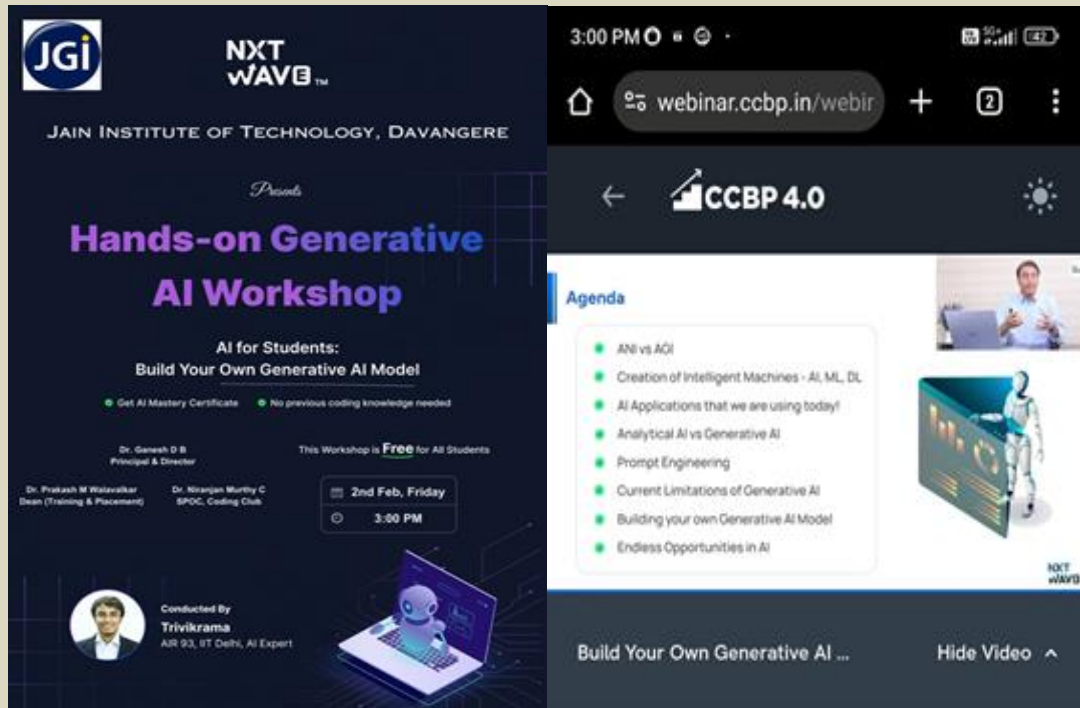 JGi
NXT
WAVE TM
JAIN INSTITUTE OF TECHNOLOGY, DAVANGERE
Presents
Hands-on Generative
AI Workshop
AI for Students:
Build Your Own Generative AI Model
Get AI Mastery Certificate
No previous coding knowledge needed
Dr. Ganesh D B
Principal & Director
Dr. Prakash M Walavalkar
Dean (Training & Placement)
Dr. Niranjan Murthy C
SPOC, Coding Club
This Workshop is Free for All Students
2nd Feb, Friday
3:00 PM
Conducted By
Trivikrama
AIR 93, IIT Delhi, AI Expert
3:00 PM
5G+
42
webinar.ccbp.in/webir
2
CCBP 4.0
Agenda
ANI vs AGI
Creation of Intelligent Machines - AI, ML, DL
AI Applications that we are using today!
Analytical AI vs Generative AI
Prompt Engineering
Current Limitations of Generative AI
Building your own Generative AI Model
Endless Opportunities in AI
NXT
WAVE
Build Your Own Generative AI ...
Hide Video